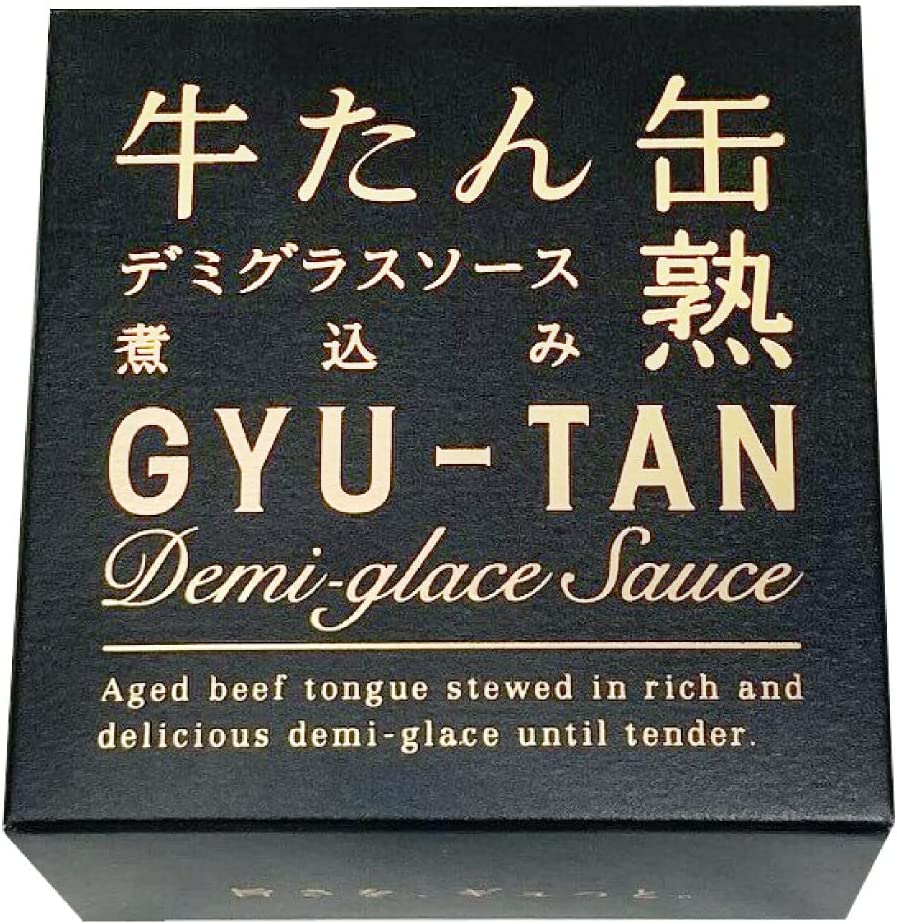 牛たん缶
デミグラスソース
煮込み
熟
GYU-TAN
Demi-glace Sauce
Aged beef tongue stewed in rich and
delicious demi-glace until tender.